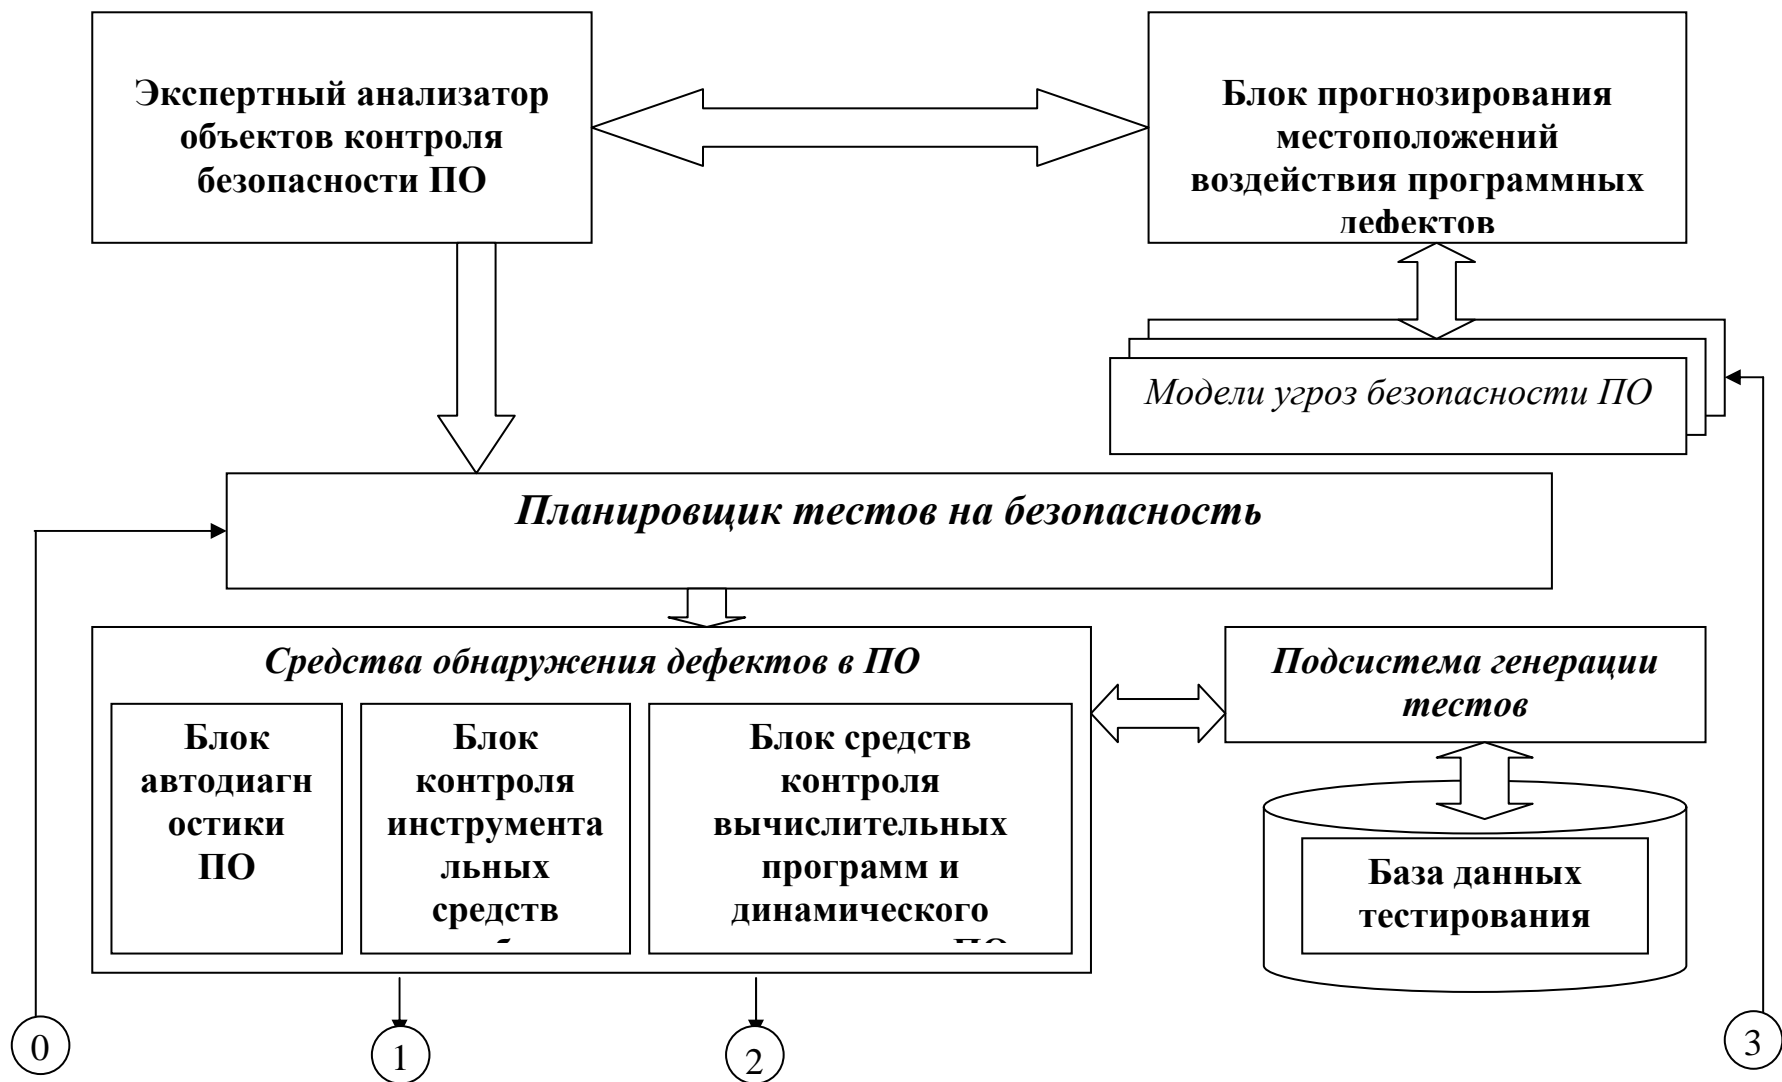 Экспертный анализатор
объектов контроля
безопасности ПО
Блок прогнозирования
местоположений
воздействия программных
дефектов
Модели угроз безопасности ПО
Планировщик тестов на безопасность
Средства обнаружения дефектов в ПО
Блок
автодиагн
остики
ПО
Блок
контроля
инструмента
льных
средств
Блок средств
контроля
вычислительных
программ и
динамического
ПО
Подсистема генерации
тестов
База данных
тестирования
0
1
2
3